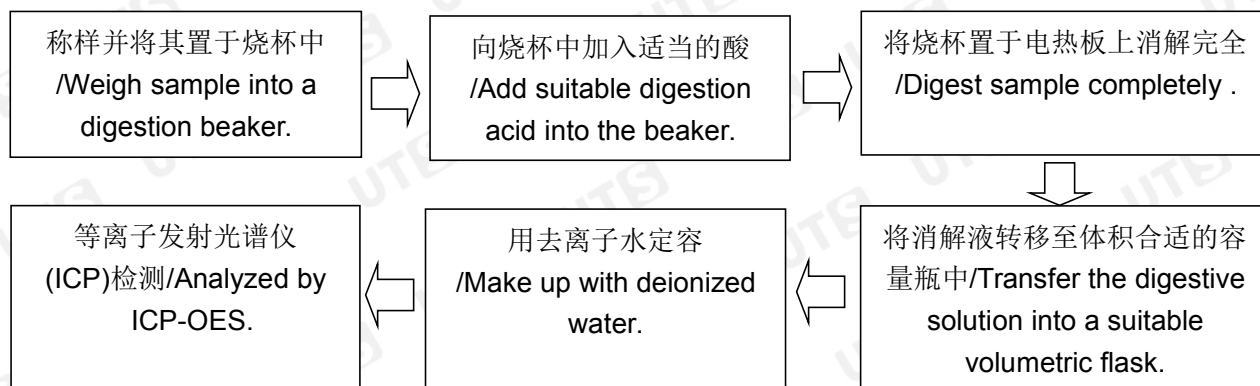 称样并将其置于烧杯中
/Weigh sample into a
digestion beaker.
向烧杯中加入适当的酸
/Add suitable digestion
acid into the beaker.
将烧杯置于电热板上消解完全
/Digest sample completely .
将消解液转移至体积合适的容
量瓶中/Transfer the digestive
solution into a suitable
volumetric flask.
用去离子水定容
/Make up with deionized
water.
等离子发射光谱仪
(ICP)检测/Analyzed by
ICP-OES.
UTS